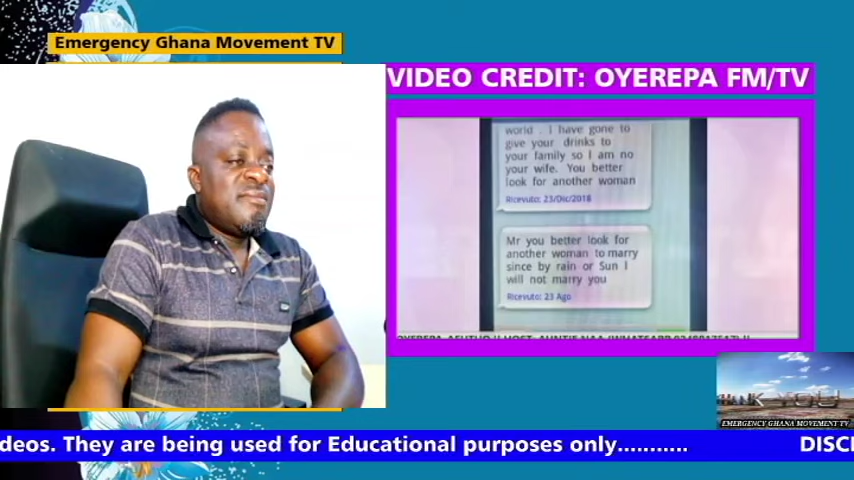 Emergency Ghana Movement TV
VIDEO CREDIT: OYEREPA FM/TV
world . I have gone to
give your drinks to
your family so I am no
your wife. You better
look for another woman
Ricevuto: 23/Dic/2018
Mr you better look for
another woman to marry
since by rain or Sun I
will not marry you
Ricevuto: 23 Ago
THANK YOU
EMERGENCY GHANA MOVEMENT TV
deos. They are being used for Educational purposes only...........
DISCL